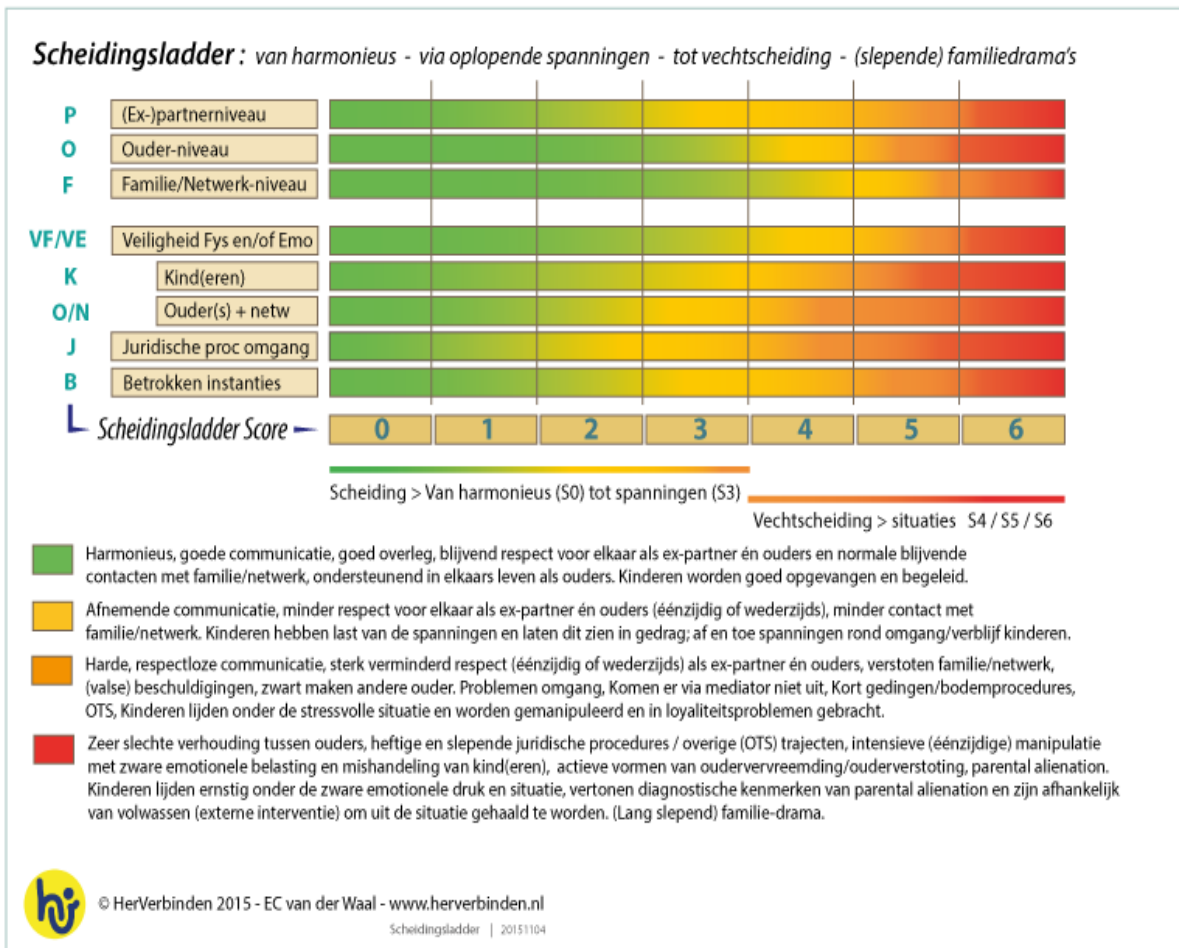 Scheidingsladder : van harmonieus - via oplopende spanningen - tot vechtscheiding - (slepende) familiedrama's
P (Ex-)partnerniveau
O Ouder-niveau
F Familie/Netwerk-niveau
VF/VE Veiligheid Fys en/of Emo
K Kind(eren)
O/N Ouder(s) + netw
J Juridische proc omgang
B Betrokken instanties
Scheidingsladder Score 0 1 2 3 4 5 6
Scheiding > Van harmonieus (S0) tot spanningen (S3)
Vechtscheiding > situaties S4 / S5 / S6
Harmonieus, goede communicatie, goed overleg, blijvend respect voor elkaar als ex-partner én ouders en normale blijvende
contacten met familie/netwerk, ondersteunend in elkaars leven als ouders. Kinderen worden goed opgevangen en begeleid.
Afnemende communicatie, minder respect voor elkaar als ex-partner én ouders (éénzijdig of wederzijds), minder contact met
familie/netwerk. Kinderen hebben last van de spanningen en laten dit zien in gedrag; af en toe spanningen rond omgang/verblijf kinderen.
Harde, respectloze communicatie, sterk verminderd respect (éénzijdig of wederzijds) als ex-partner én ouders, verstoten familie/netwerk,
(valse) beschuldigingen, zwart maken andere ouder. Problemen omgang, Komen er via mediator niet uit, Kort gedingen/bodemprocedures,
OTS, Kinderen lijden onder de stressvolle situatie en worden gemanipuleerd en in loyaliteitsproblemen gebracht.
Zeer slechte verhouding tussen ouders, heftige en slepende juridische procedures / overige (OTS) trajecten, intensieve (éénzijdige) manipulatie
met zware emotionele belasting en mishandeling van kind(eren), actieve vormen van oudervervreemding/ouderverstoting, parental alienation.
Kinderen lijden ernstig onder de zware emotionele druk en situatie, vertonen diagnostische kenmerken van parental alienation en zijn afhankelijk
van volwassen (externe interventie) om uit de situatie gehaald te worden. (Lang slepend) familie-drama.
hv © HerVerbinden 2015 - EC van der Waal - www.herverbinden.nl
Scheidingsladder | 20151104